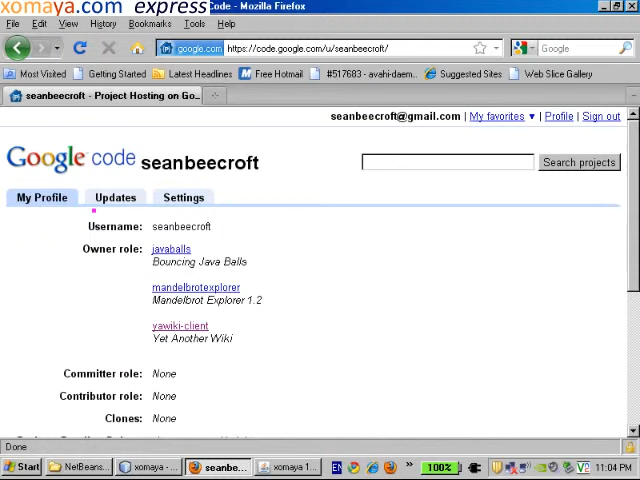 xomaya.com express Code - Mozilla Firefox
File Edit View History Bookmarks Tools Help
google.com https://code.google.com/u/seanbeecroft/ Google
Most Visited Getting Started Latest Headlines Free Hotmail #517683 - avahi-daem... Suggested Sites Web Slice Gallery
seanbeecroft - Project Hosting on Go...
seanbeecroft@gmail.com | My favorites ▼ | Profile | Sign out
Google code seanbeecroft Search projects
My Profile Updates Settings
Username: seanbeecroft
Owner role: javaballs
Bouncing Java Balls
mandelbrotexplorer
Mandelbrot Explorer 1.2
yawiki-client
Yet Another Wiki
Committer role: None
Contributor role: None
Clones: None
Done
Start NetBeans... xomaya - ... seanbe... xomaya 1... EN » 100% 11:04 PM